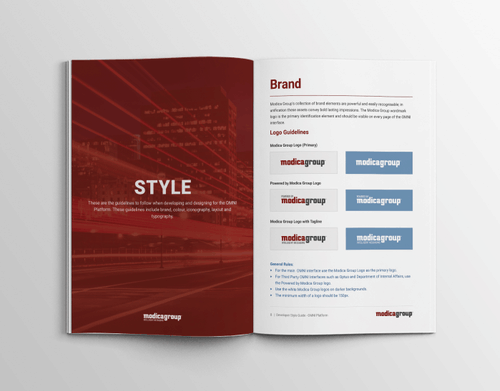 STYLE
These are the guidelines to follow when developing and designing for the OMNI
Platform. These guidelines include brand, colour, iconography, layout and
typography.
modicagroup
Brand
Modica Group's collection of brand elements are powerful and easily recognisable; in
unification these assets convey bold lasting impressions. The Modica Group wordmark
logo is the primary identification element and should be visible on every page of the OMNI
interface.
Logo Guidelines
Modica Group Logo (Primary)
modicagroup
modicagroup
Powered by Modica Group Logo
modicagroup
modicagroup
Modica Group Logo with Tagline
modicagroup
modicagroup
General Rules
For the most OMNI interface use the Modica Group Logo as the primary logo.
For Third Party OMNI Interfaces such as Spark and Department of Internal Affairs, use
the Powered by Modica Group logo.
Use the white Modica Group logos on darker backgrounds.
The minimum width of a logo should be 100px.
Developer Style Guide - OMNI Platform
modicagroup